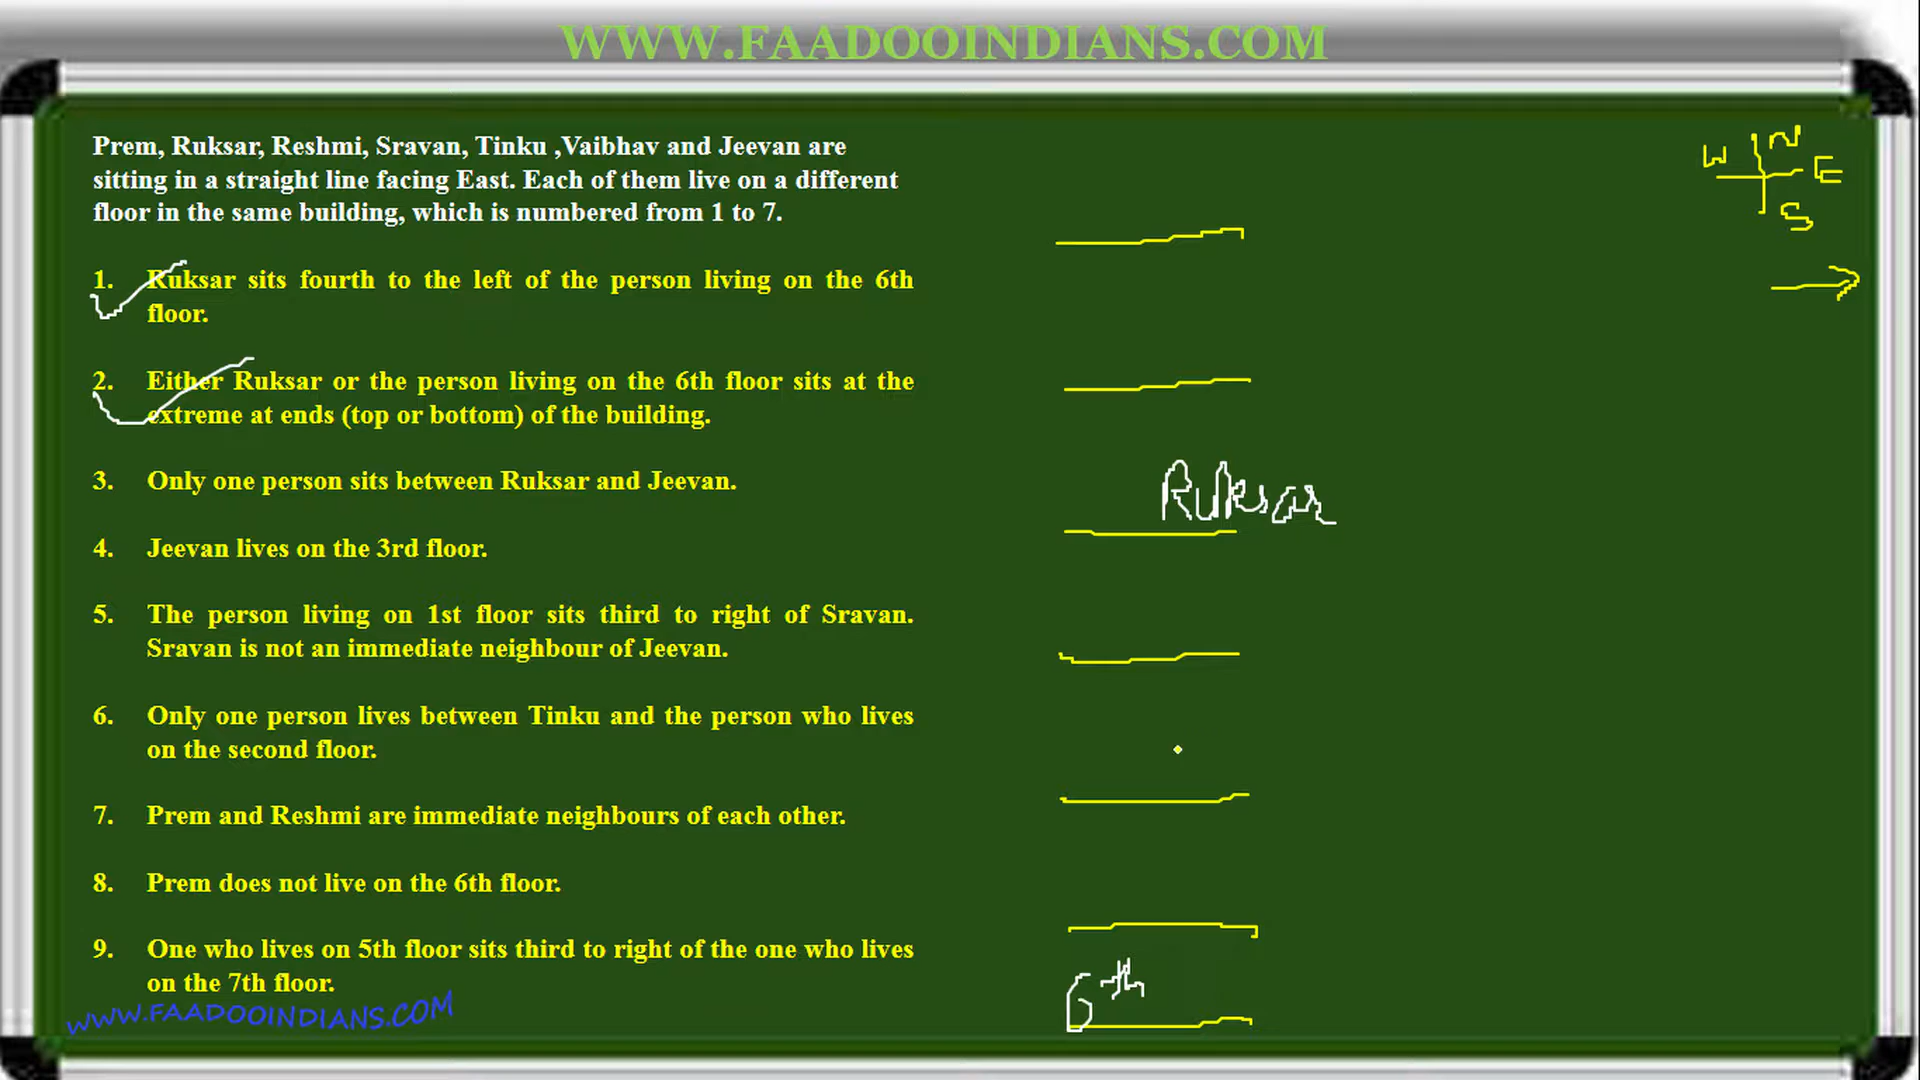 WWW.FAADOOINDIANS.COM
Prem, Ruksar, Reshmi, Sravan, Tinku ,Vaibhav and Jeevan are
sitting in a straight line facing East. Each of them live on a different
floor in the same building, which is numbered from 1 to 7.
1. Ruksar sits fourth to the left of the person living on the 6th
floor.
2. Either Ruksar or the person living on the 6th floor sits at the
extreme at ends (top or bottom) of the building.
3. Only one person sits between Ruksar and Jeevan.
4. Jeevan lives on the 3rd floor.
5. The person living on 1st floor sits third to right of Sravan.
Sravan is not an immediate neighbour of Jeevan.
6. Only one person lives between Tinku and the person who lives
on the second floor.
7. Prem and Reshmi are immediate neighbours of each other.
8. Prem does not live on the 6th floor.
9. One who lives on 5th floor sits third to right of the one who lives
on the 7th floor.
www.FAADOOINDIANS.COM
N
W E
S
Ruksar
6th